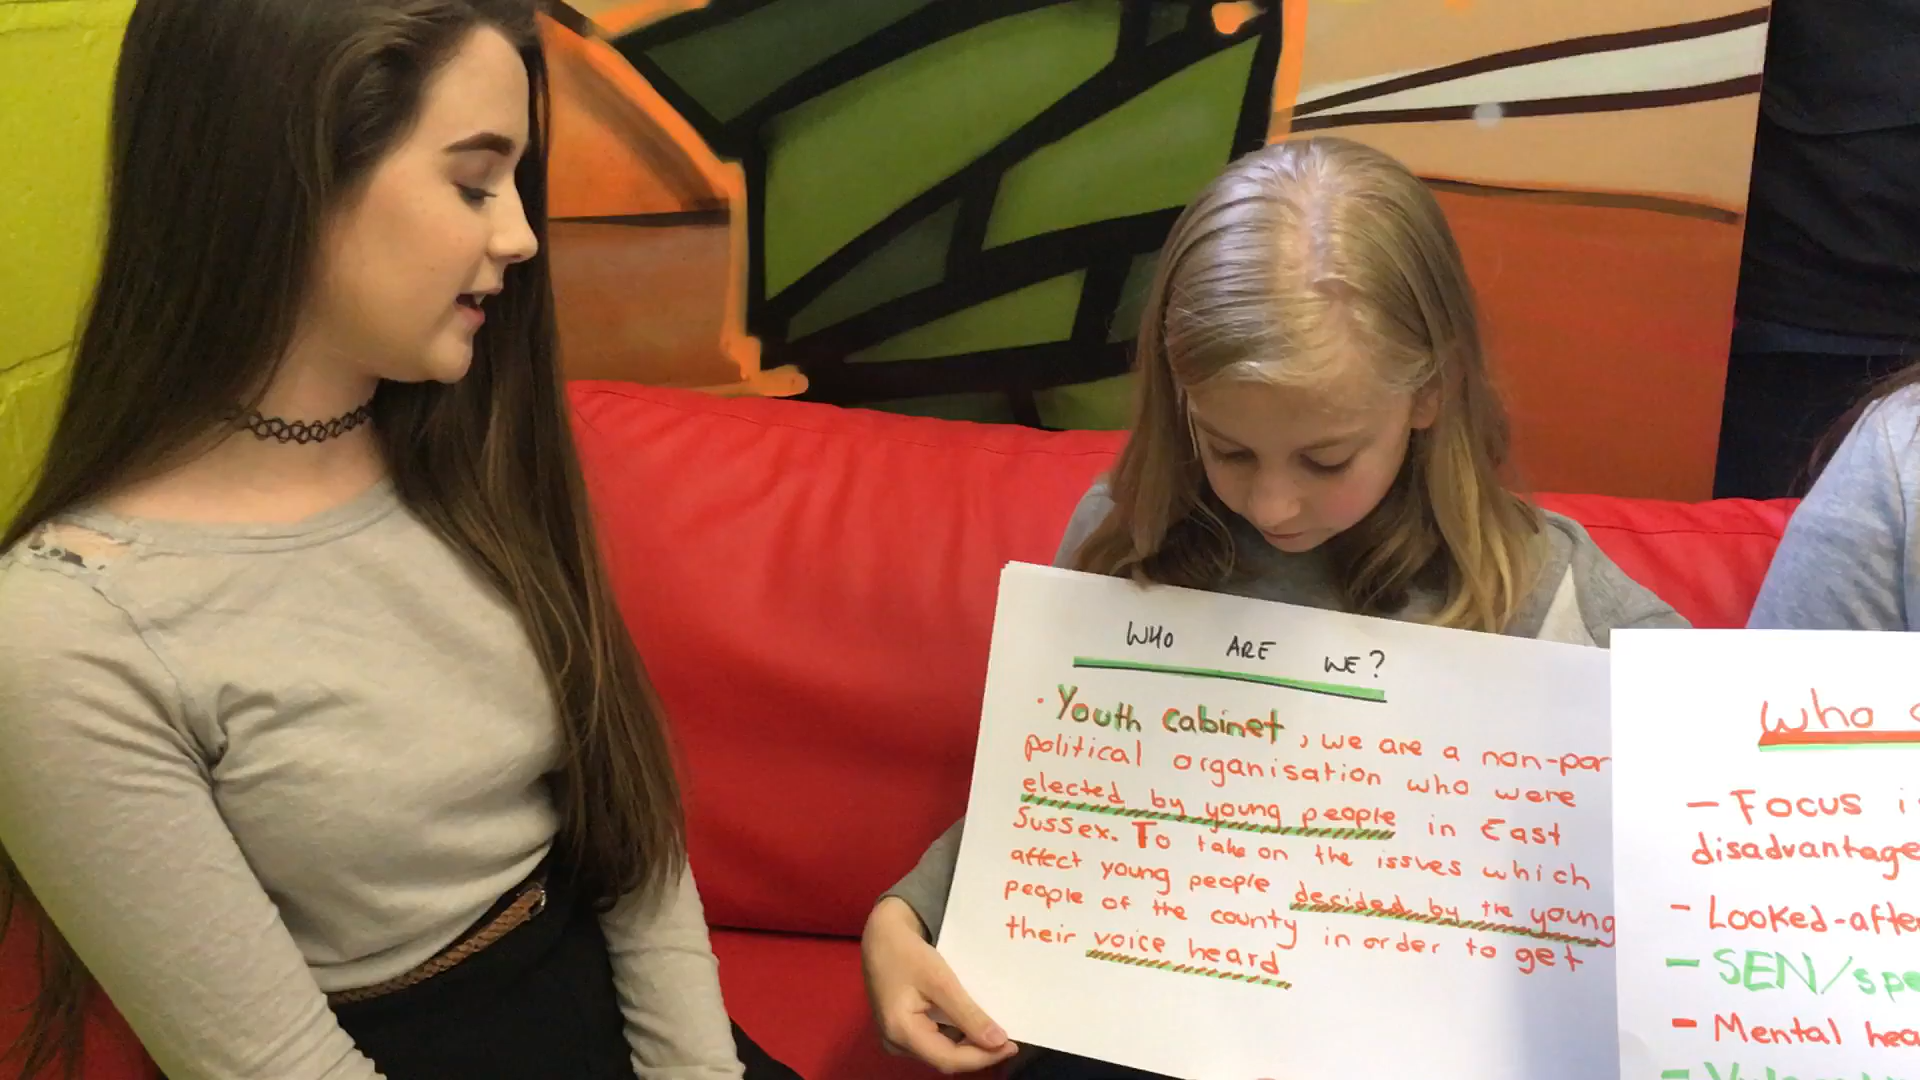 WHO ARE WE?
· Youth cabinet, we are a non-par
political organisation who were
elected by young people in East
Sussex. To take on the issues which
affect young people decided by the young
people of the county in order to get
their voice heard
Who
- Focus
disadvantage
- Looked-after
- SEN/spe
- Mental hea